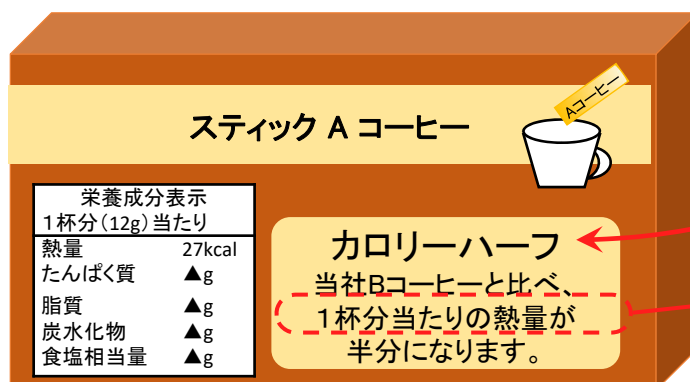 Aコーヒー
スティック A コーヒー
栄養成分表示
1杯分(12g)当たり
熱量 27kcal
たんぱく質 ▲g
脂質 ▲g
炭水化物 ▲g
食塩相当量 ▲g
カロリーハーフ
当社Bコーヒーと比べ、
1杯分当たりの熱量が
半分になります。